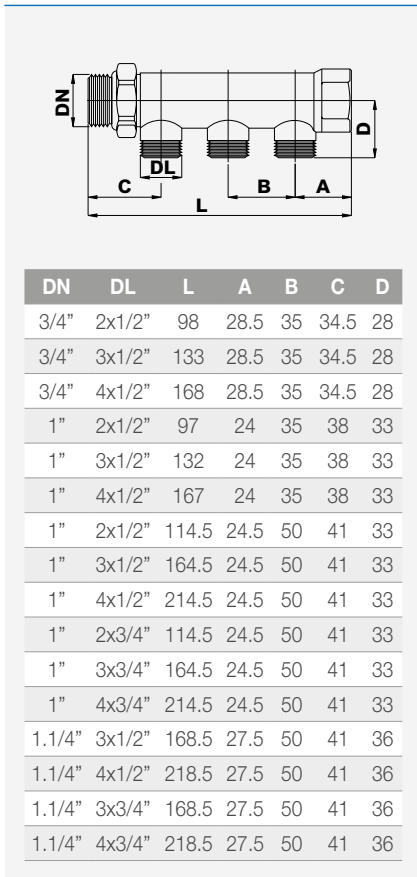 DN
D
DL
C
B
A
L
DN DL L A B C D
3/4” 2x1/2” 98 28.5 35 34.5 28
3/4” 3x1/2” 133 28.5 35 34.5 28
3/4” 4x1/2” 168 28.5 35 34.5 28
1” 2x1/2” 97 24 35 38 33
1” 3x1/2” 132 24 35 38 33
1” 4x1/2” 167 24 35 38 33
1” 2x1/2” 114.5 24.5 50 41 33
1” 3x1/2” 164.5 24.5 50 41 33
1” 4x1/2” 214.5 24.5 50 41 33
1” 2x3/4” 114.5 24.5 50 41 33
1” 3x3/4” 164.5 24.5 50 41 33
1” 4x3/4” 214.5 24.5 50 41 33
1.1/4” 3x1/2” 168.5 27.5 50 41 36
1.1/4” 4x1/2” 218.5 27.5 50 41 36
1.1/4” 3x3/4” 168.5 27.5 50 41 36
1.1/4” 4x3/4” 218.5 27.5 50 41 36